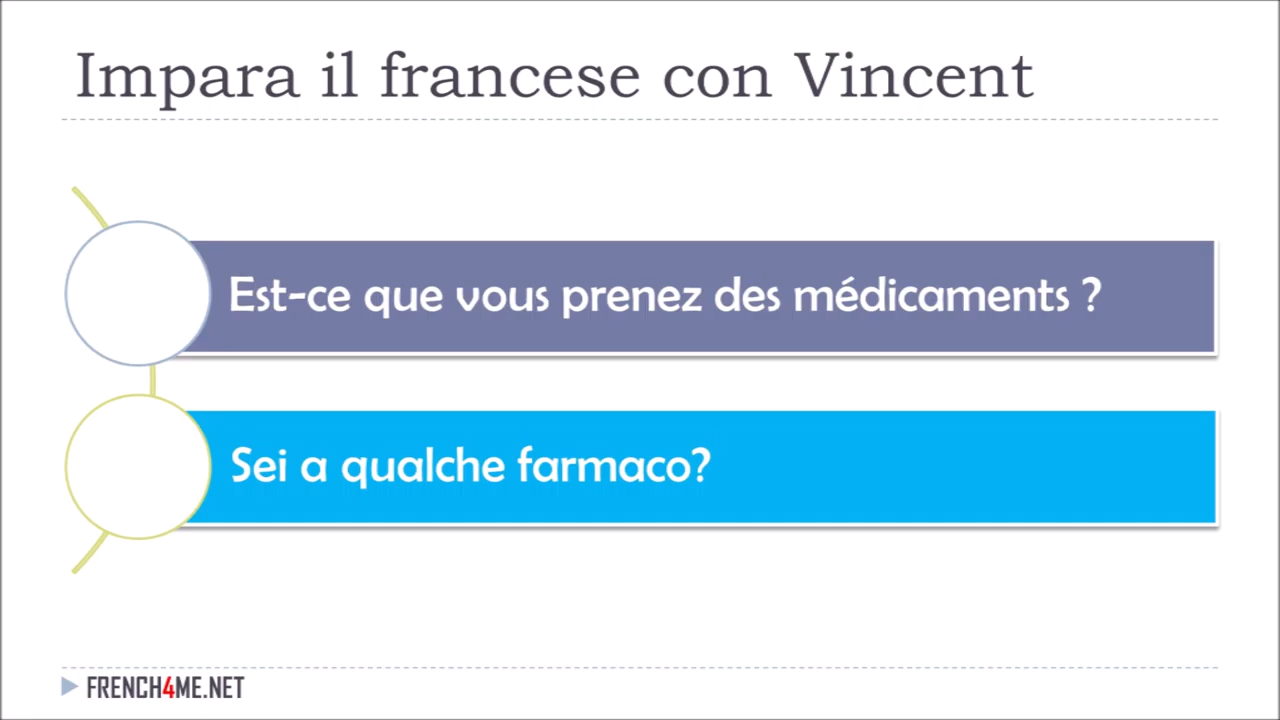 Impara il francese con Vincent
Est-ce que vous prenez des médicaments ?
Sei a qualche farmaco?
FRENCH4ME.NET